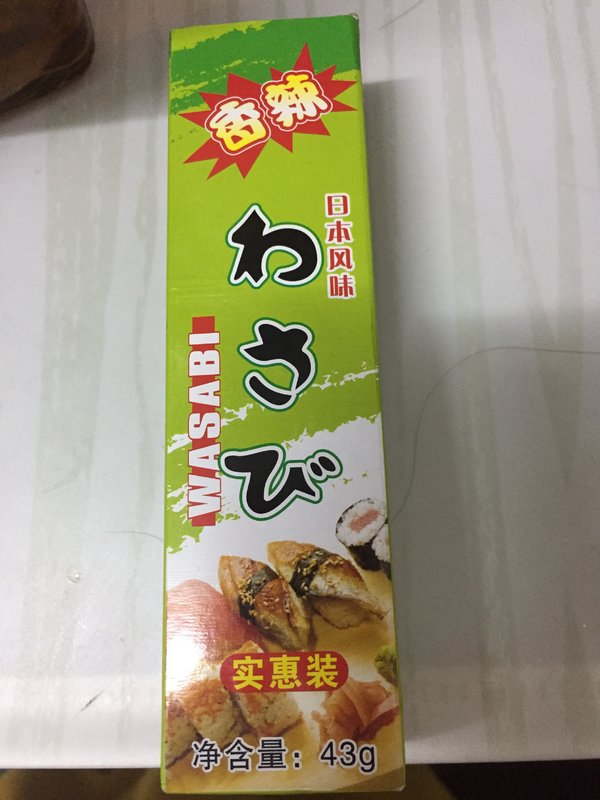 香辣
日本风味
わさび
WASABI
实惠装
净含量：43g